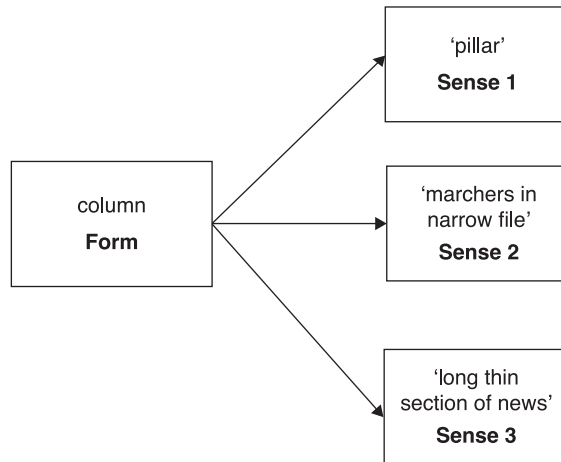 ‘pillar’
Sense 1
column
Form
‘marchers in
narrow file’
Sense 2
‘long thin
section of news’
Sense 3